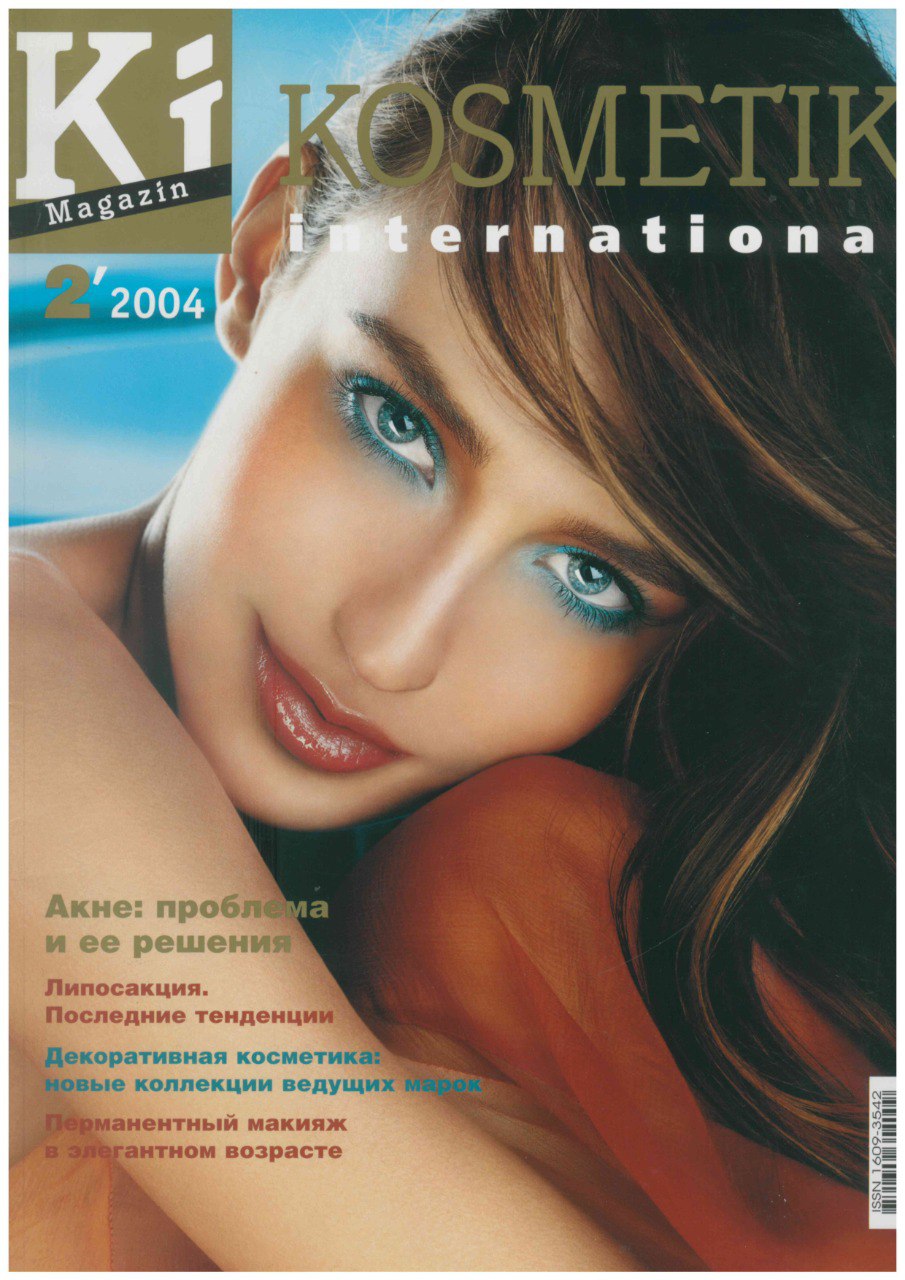 Ki
Magazin
KOSMETIK
internationa
2'2004
Акне: проблема
и ее решения
Липосакция.
Последние тенденции
Декоративная косметика:
новые коллекции ведущих марок
Перманентный макияж
в элегантном возрасте
ISSN 1609-3542